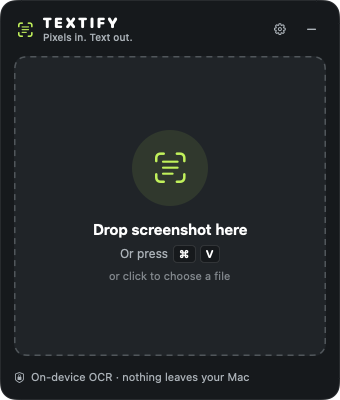 TEXTIFY
Pixels in. Text out.
Drop screenshot here
Or press ⌘ V
or click to choose a file
On-device OCR · nothing leaves your Mac